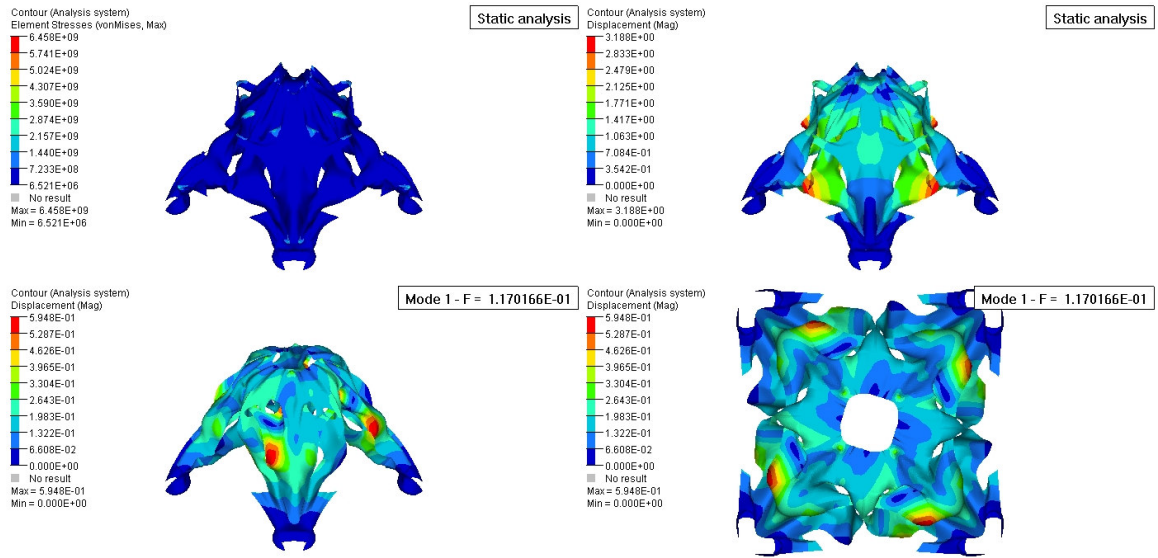 Contour (Analysis system)
Element Stresses (vonMises, Max)
6.458E+09
5.741E+09
5.024E+09
4.307E+09
3.590E+09
2.874E+09
2.157E+09
1.440E+09
7.233E+08
6.521E+06
No result
Max = 6.458E+09
Min = 6.521E+06
Static analysis
Contour (Analysis system)
Displacement (Mag)
3.188E+00
2.833E+00
2.479E+00
2.125E+00
1.771E+00
1.417E+00
1.063E+00
7.084E-01
3.542E-01
0.000E+00
No result
Max = 3.188E+00
Min = 0.000E+00
Static analysis
Contour (Analysis system)
Displacement (Mag)
5.948E-01
5.287E-01
4.626E-01
3.965E-01
3.304E-01
2.643E-01
1.983E-01
1.322E-01
6.608E-02
0.000E+00
No result
Max = 5.948E-01
Min = 0.000E+00
Mode 1 - F = 1.170166E-01
Contour (Analysis system)
Displacement (Mag)
5.948E-01
5.287E-01
4.626E-01
3.965E-01
3.304E-01
2.643E-01
1.983E-01
1.322E-01
6.608E-02
0.000E+00
No result
Max = 5.948E-01
Min = 0.000E+00
Mode 1 - F = 1.170166E-01